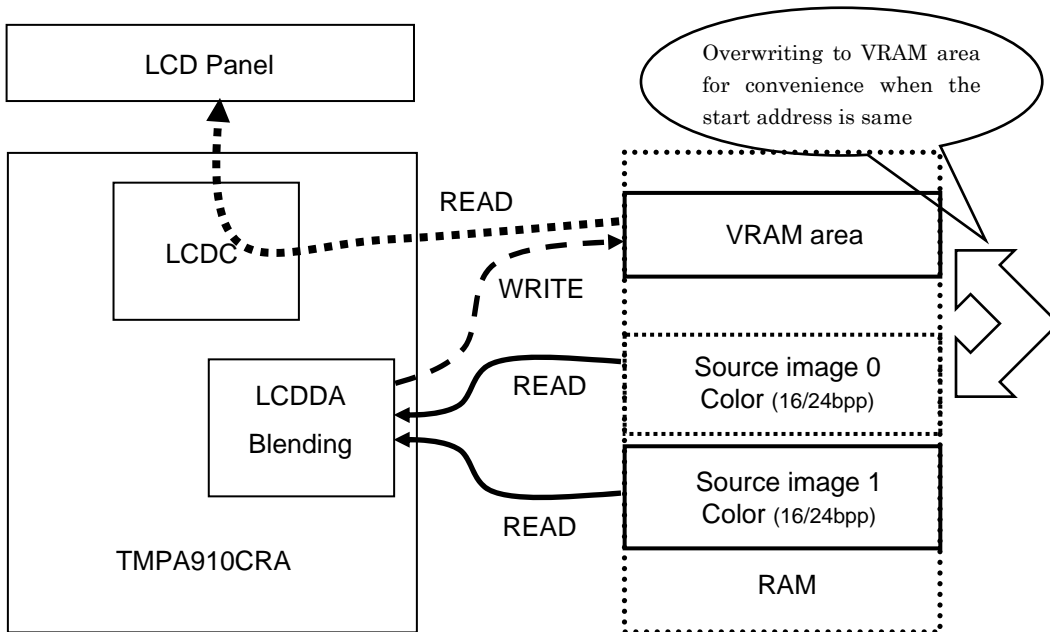 Overwriting to VRAM area
for convenience when the
start address is same
LCD Panel
READ
VRAM area
LCDC
WRITE
Source image 0
Color (16/24bpp)
READ
LCDDA
Blending
Source image 1
Color (16/24bpp)
READ
TMPA910CRA
RAM